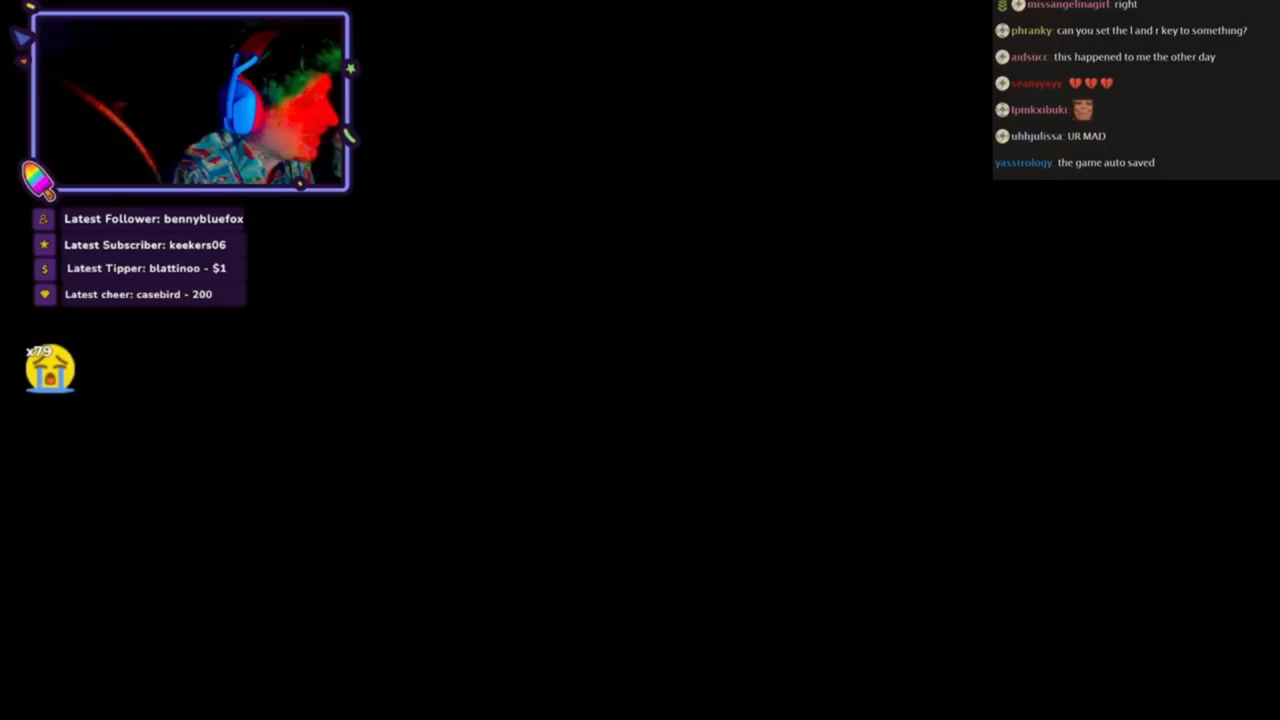 missangelinagirl: right
phranky: can you set the l and r key to something?
aidsucc: this happened to me the other day
seanyyxyy:
lpinkxibuki:
uhhjulissa: UR MAD
yasstrology: the game auto saved
Latest Follower: bennybluefox
Latest Subscriber: keekers06
Latest Tipper: blattinoo - $1
Latest cheer: casebird - 200
x79